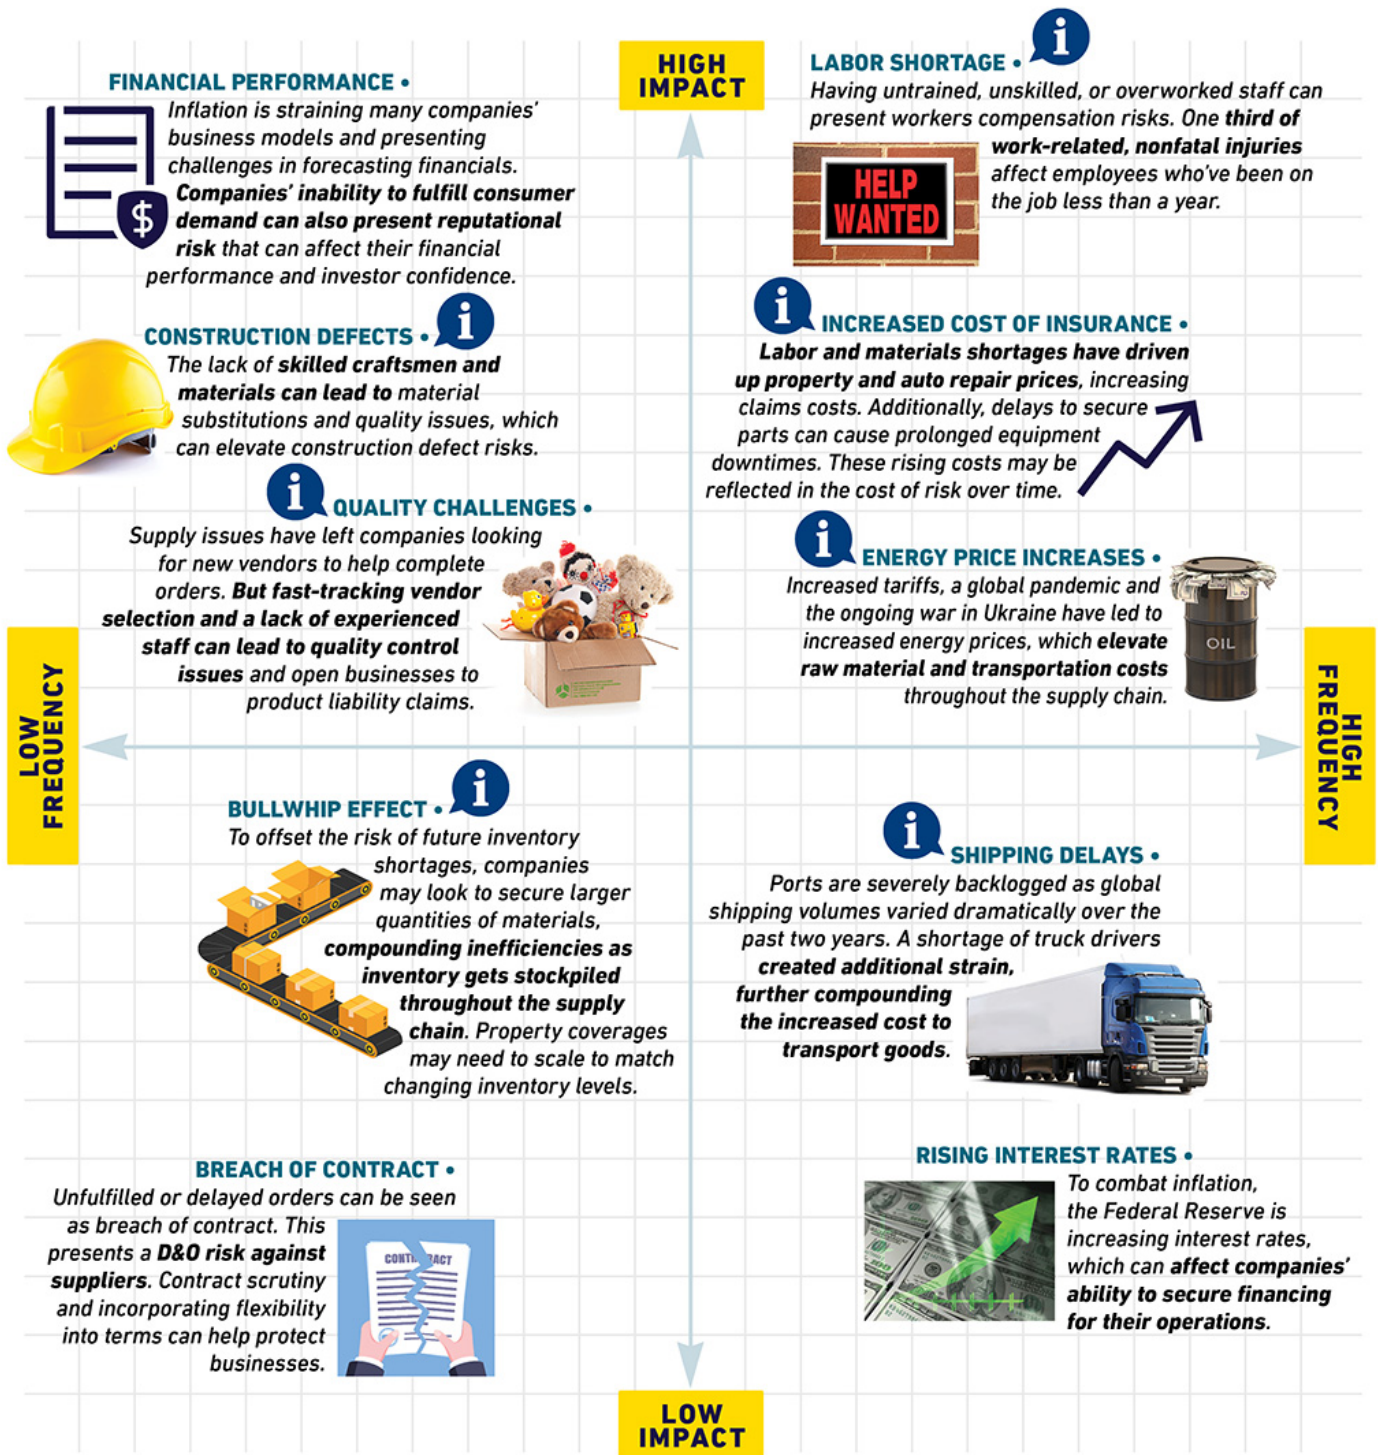 HIGH
IMPACT
FINANCIAL PERFORMANCE •
Inflation is straining many companies'
business models and presenting
challenges in forecasting financials.
Companies' inability to fulfill consumer
demand can also present reputational
risk that can affect their financial
performance and investor confidence.
$
i
LABOR SHORTAGE •
Having untrained, unskilled, or overworked staff can
present workers compensation risks. One third of
work-related, nonfatal injuries
affect employees who've been on
the job less than a year.
HELP
WANTED
i
CONSTRUCTION DEFECTS •
The lack of skilled craftsmen and
materials can lead to material
substitutions and quality issues, which
can elevate construction defect risks.
i
INCREASED COST OF INSURANCE •
Labor and materials shortages have driven
up property and auto repair prices, increasing
claims costs. Additionally, delays to secure
parts can cause prolonged equipment
downtimes. These rising costs may be
reflected in the cost of risk over time.
i
QUALITY CHALLENGES •
Supply issues have left companies looking
for new vendors to help complete
orders. But fast-tracking vendor
selection and a lack of experienced
staff can lead to quality control
issues and open businesses to
product liability claims.
i
ENERGY PRICE INCREASES •
Increased tariffs, a global pandemic and
the ongoing war in Ukraine have led to
increased energy prices, which elevate
raw material and transportation costs
throughout the supply chain.
OIL
LOW
FREQUENCY
HIGH
FREQUENCY
i
BULLWHIP EFFECT •
To offset the risk of future inventory
shortages, companies
may look to secure larger
quantities of materials,
compounding inefficiencies as
inventory gets stockpiled
throughout the supply
chain. Property coverages
may need to scale to match
changing inventory levels.
i
SHIPPING DELAYS •
Ports are severely backlogged as global
shipping volumes varied dramatically over the
past two years. A shortage of truck drivers
created additional strain,
further compounding
the increased cost to
transport goods.
BREACH OF CONTRACT •
Unfulfilled or delayed orders can be seen
as breach of contract. This
presents a D&O risk against
suppliers. Contract scrutiny
and incorporating flexibility
into terms can help protect
businesses.
CONTRACT
RISING INTEREST RATES •
To combat inflation,
the Federal Reserve is
increasing interest rates,
which can affect companies'
ability to secure financing
for their operations.
100
LOW
IMPACT